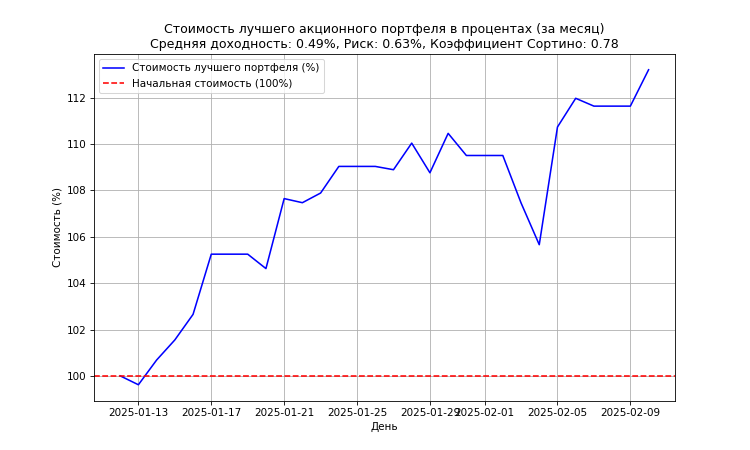 Стоимость лучшего акционного портфеля в процентах (за месяц)
Средняя доходность: 0.49%, Риск: 0.63%, Коэффициент Сортино: 0.78
Стоимость лучшего портфеля (%)
Начальная стоимость (100%)
Стоимость (%)
112
110
108
106
104
102
100
2025-01-13
2025-01-17
2025-01-21
2025-01-25
2025-01-29
2025-02-01
2025-02-05
2025-02-09
День